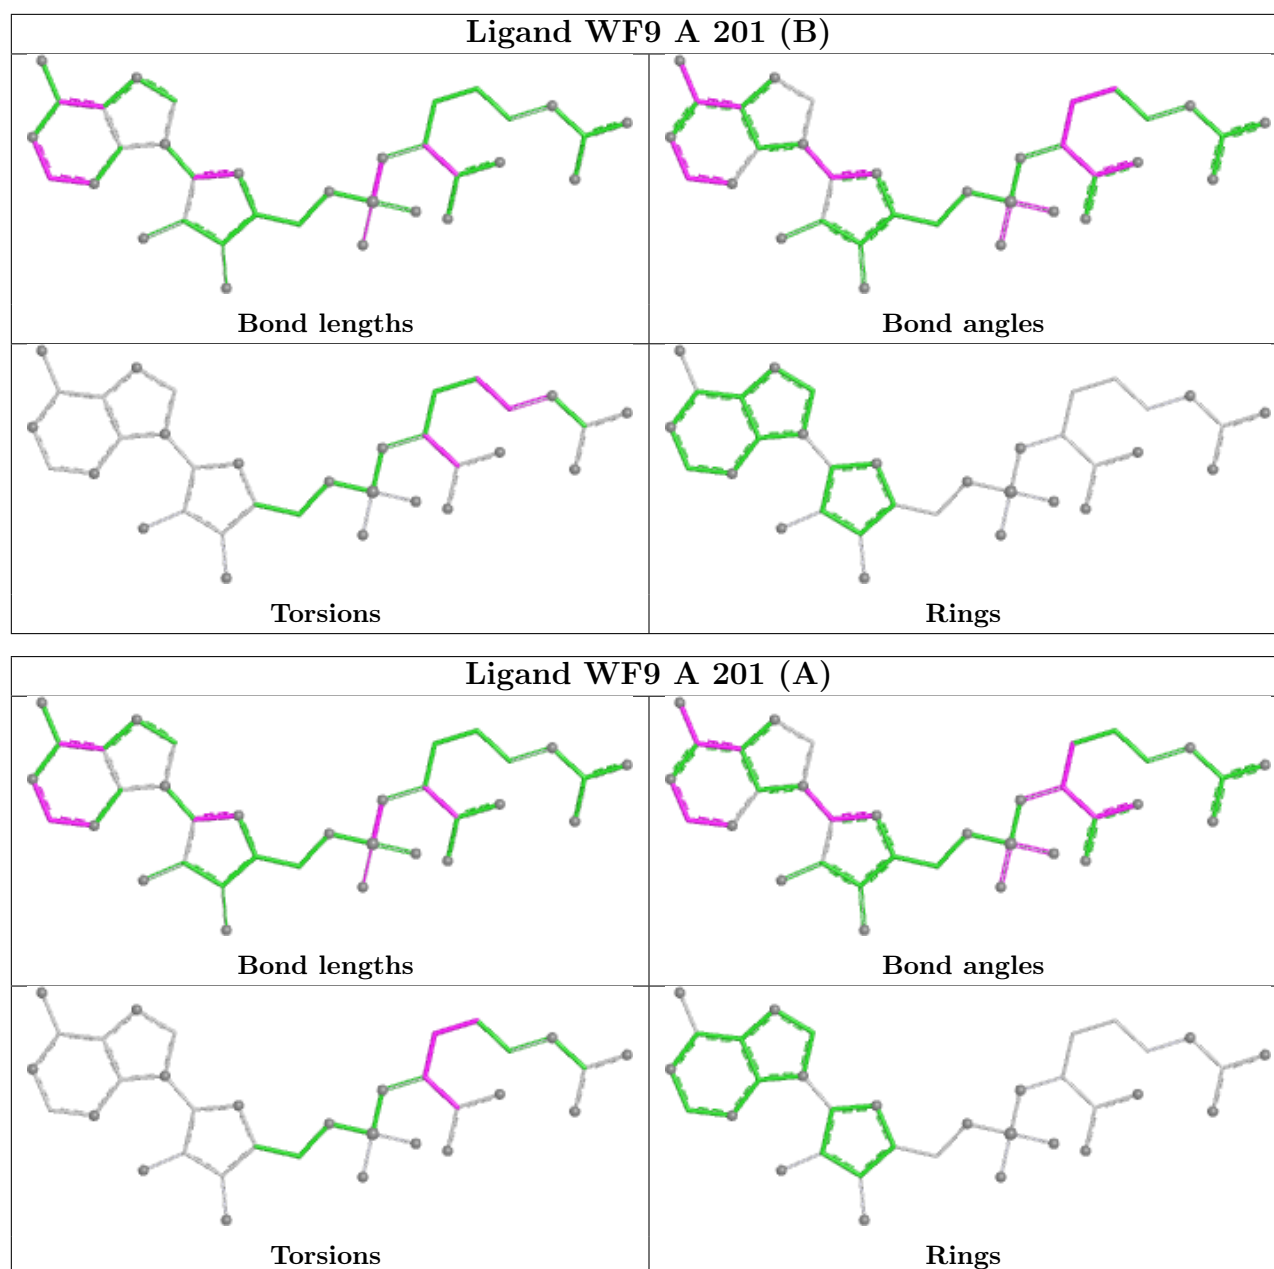 Ligand WF9 A 201 (B)
Bond lengths
Bond angles
Torsions
Rings
Ligand WF9 A 201 (A)
Bond lengths
Bond angles
Torsions
Rings